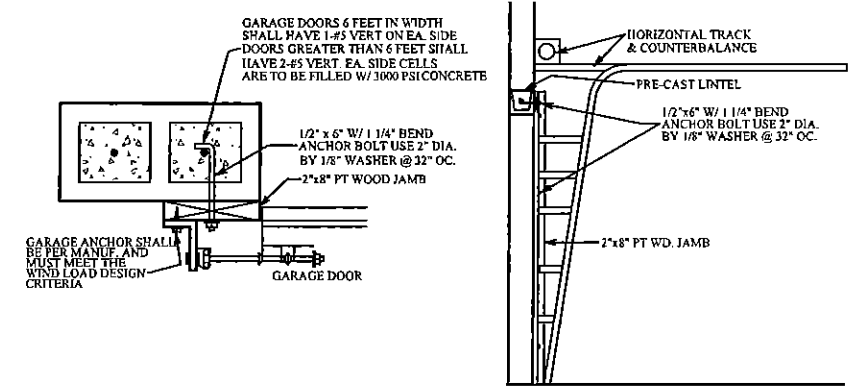 GARAGE DOORS 6 FEET IN WIDTH
SHALL HAVE 1-#5 VERT ON EA. SIDE
DOORS GREATER THAN 6 FEET SHALL
HAVE 2-#5 VERT. EA. SIDE CELLS
ARE TO BE FILLED W/ 3000 PSI CONCRETE
1/2" x 6" W/ 1 1/4" BEND
ANCHOR BOLT USE 2" DIA.
BY 1/8" WASHER @ 32" OC.
2"x8" PT WOOD JAMB
GARAGE ANCHOR SHALL
BE PER MANUF. AND
MUST MEET THE
WIND LOAD DESIGN
CRITERIA
GARAGE DOOR
HORIZONTAL TRACK
& COUNTERBALANCE
PRE-CAST LINTEL
1/2"x6" W/ 1 1/4" BEND
ANCHOR BOLT USE 2" DIA.
BY 1/8" WASHER @ 32" OC.
2"x8" PT WD. JAMB